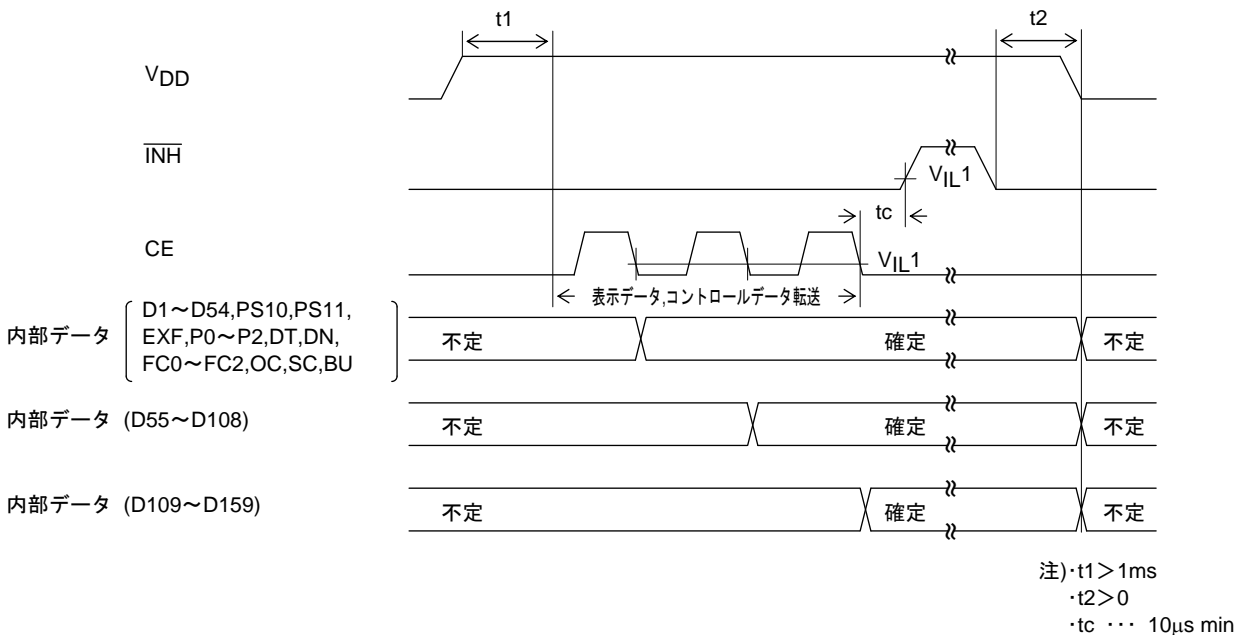 t1
t2
VDD
INH
VIL1
tc
CE
VIL1
表示データ,コントロールデータ転送
内部データ
D1～D54,PS10,PS11,
EXF,P0～P2,DT,DN,
FC0～FC2,OC,SC,BU
不定
確定
不定
内部データ (D55～D108)
不定
確定
不定
内部データ (D109～D159)
不定
確定
不定
注)･t1＞1ms
･t2＞0
･tc ･･･ 10μs min